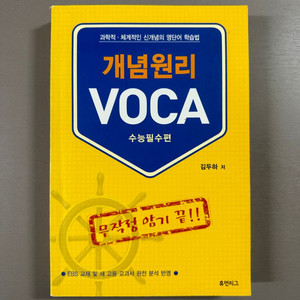 과학적 · 체계적인 신개념의 영단어 학습법
개념원리
VOCA
수능필수편
김두하 저
무작정 암기 끝!!
EBS 교재 및 새 고등 교과서 완전 분석 반영
휴먼리그